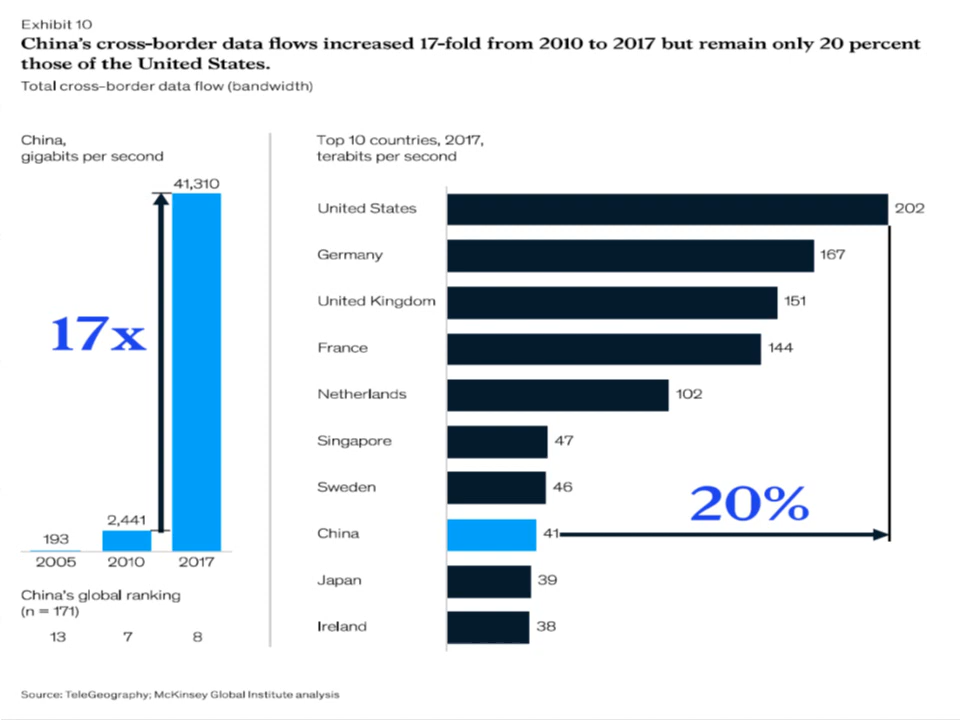 Exhibit 10
China's cross-border data flows increased 17-fold from 2010 to 2017 but remain only 20 percent
those of the United States.
Total cross-border data flow (bandwidth)
China,
gigabits per second
41,310
17x
2,441
193
2005 2010 2017
China's global ranking
(n = 171)
13 7 8
Top 10 countries, 2017,
terabits per second
United States 202
Germany 167
United Kingdom 151
France 144
Netherlands 102
Singapore 47
Sweden 46
20%
China 41
Japan 39
Ireland 38
Source: TeleGeography; McKinsey Global Institute analysis